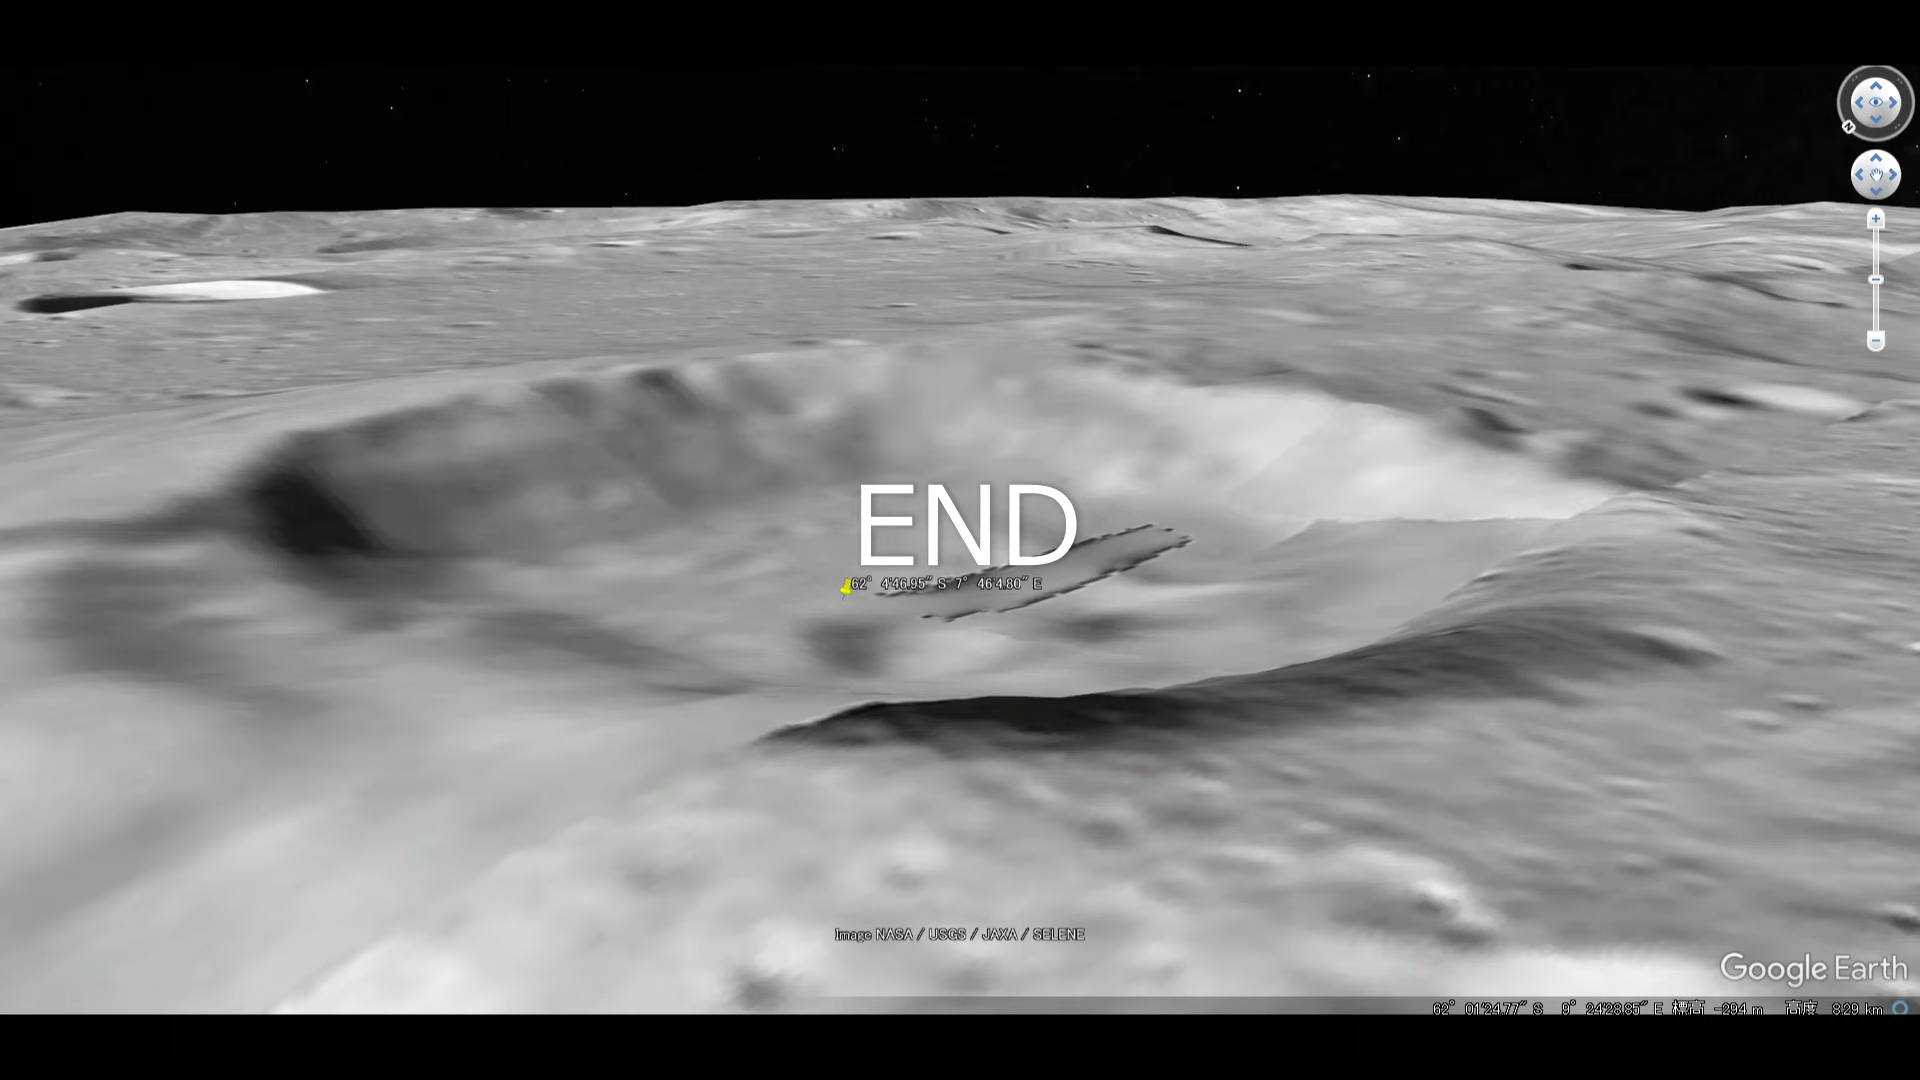 END
62° 4'46.95" S 7° 46'4.80" E
Image NASA / USGS / JAXA / SELENE
Google Earth
62° 01'24.77" S 9° 24'28.85" E 標高 -294 m 高度 8.29 km